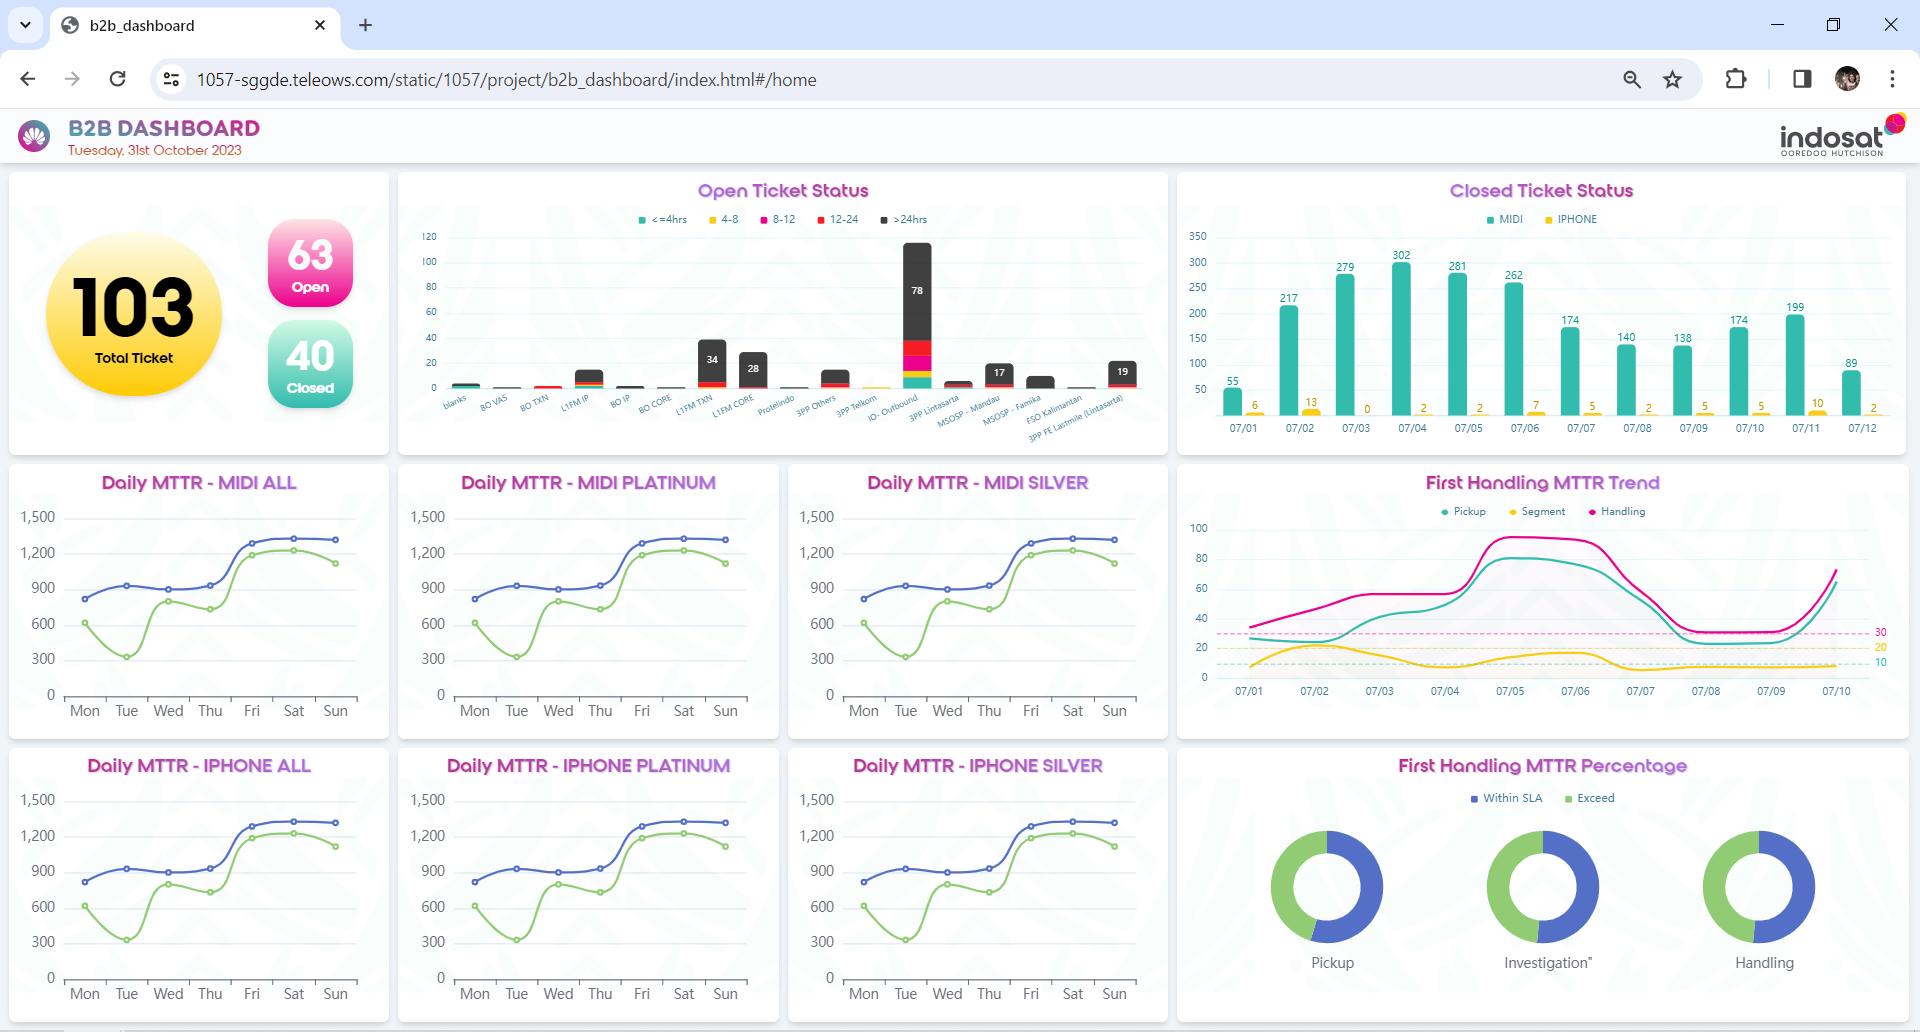 b2b_dashboard
1057-sggde.teleows.com/static/1057/project/b2b_dashboard/index.html#/home
B2B DASHBOARD
Tuesday, 31st October 2023
indosat
OOREDOO HUTCHISON
103
Total Ticket
63
Open
40
Closed
Open Ticket Status
<=4hrs 4-8 8-12 12-24 >24hrs
120
100
80
60
40
20
0
34 28 78 17 19
blanks BO VAS BO TXN L1FM IP BO IP BO CORE L1FM TXN L1FM CORE Protelindo 3PP Others 3PP Telkom IO- Outbound 3PP Lintasarta MSOSP - Mandau MSOSP - Famika FSO Kalimantan 3PP FE Lastmile (Lintasarta)
Closed Ticket Status
MIDI IPHONE
350
300
250
200
150
100
50
55 217 279 302 281 262 174 140 138 174 199 89
6 13 0 2 2 7 5 2 5 5 10 2
07/01 07/02 07/03 07/04 07/05 07/06 07/07 07/08 07/09 07/10 07/11 07/12
Daily MTTR - MIDI ALL
1,500
1,200
900
600
300
0
Mon Tue Wed Thu Fri Sat Sun
Daily MTTR - MIDI PLATINUM
1,500
1,200
900
600
300
0
Mon Tue Wed Thu Fri Sat Sun
Daily MTTR - MIDI SILVER
1,500
1,200
900
600
300
0
Mon Tue Wed Thu Fri Sat Sun
First Handling MTTR Trend
Pickup Segment Handling
100
80
60
40
20
0
30
20
10
07/01 07/02 07/03 07/04 07/05 07/06 07/07 07/08 07/09 07/10
Daily MTTR - IPHONE ALL
1,500
1,200
900
600
300
0
Mon Tue Wed Thu Fri Sat Sun
Daily MTTR - IPHONE PLATINUM
1,500
1,200
900
600
300
0
Mon Tue Wed Thu Fri Sat Sun
Daily MTTR - IPHONE SILVER
1,500
1,200
900
600
300
0
Mon Tue Wed Thu Fri Sat Sun
First Handling MTTR Percentage
Within SLA Exceed
Pickup Investigation" Handling